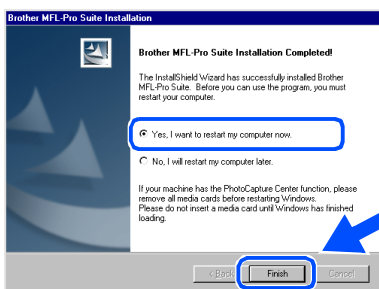 Brother MFL-Pro Suite Installation
Brother MFL-Pro Suite Installation Completed!
The InstallShield Wizard has successfully installed Brother
MFL-Pro Suite. Before you can use the program, you must
restart your computer.
Yes, I want to restart my computer now.
No, I will restart my computer later.
If your machine has the PhotoCapture Center function, please
remove all media cards before restarting Windows.
Please do not insert a media card until Windows has finished
loading.
< Back Finish Cancel